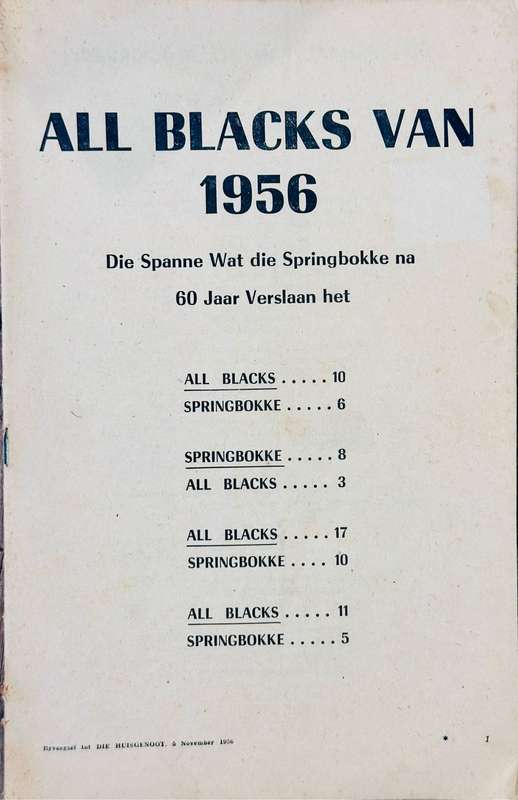 ALL BLACKS VAN
1956
Die Spanne Wat die Springbokke na
60 Jaar Verslaan het
ALL BLACKS ..... 10
SPRINGBOKKE ..... 6
SPRINGBOKKE ..... 8
ALL BLACKS ..... 3
ALL BLACKS ..... 17
SPRINGBOKKE .... 10
ALL BLACKS ..... 11
SPRINGBOKKE ..... 5
tot DIE HUISGENOOT, 5 November 1956
* 1